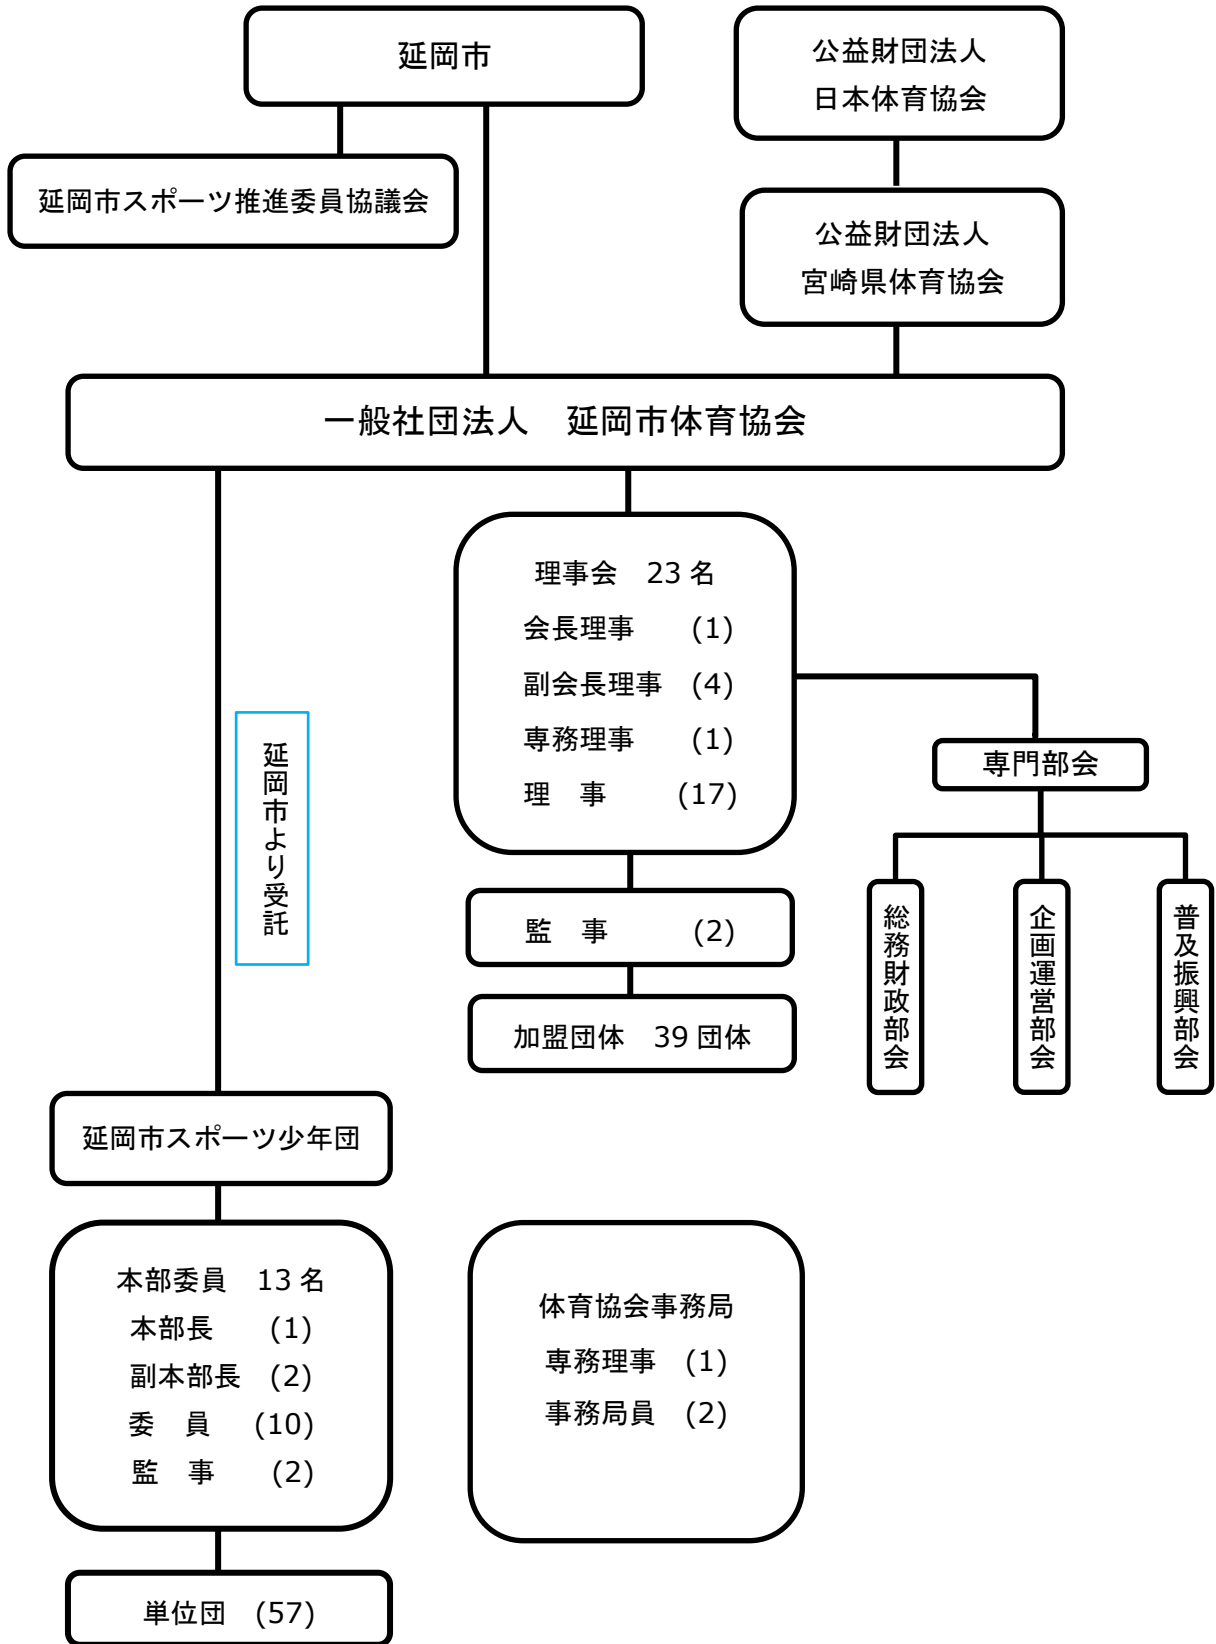 延岡市
公益財団法人
日本体育協会
延岡市スポーツ推進委員協議会
公益財団法人
宮崎県体育協会
一般社団法人　延岡市体育協会
理事会　23 名
会長理事　(1)
副会長理事　(4)
専務理事　(1)
理　事　(17)
専門部会
延岡市より受託
監　事　(2)
総務財政部会
企画運営部会
普及振興部会
加盟団体　39 団体
延岡市スポーツ少年団
本部委員　13 名
本部長　(1)
副本部長　(2)
委　員　(10)
監　事　(2)
体育協会事務局
専務理事　(1)
事務局員　(2)
単位団　(57)